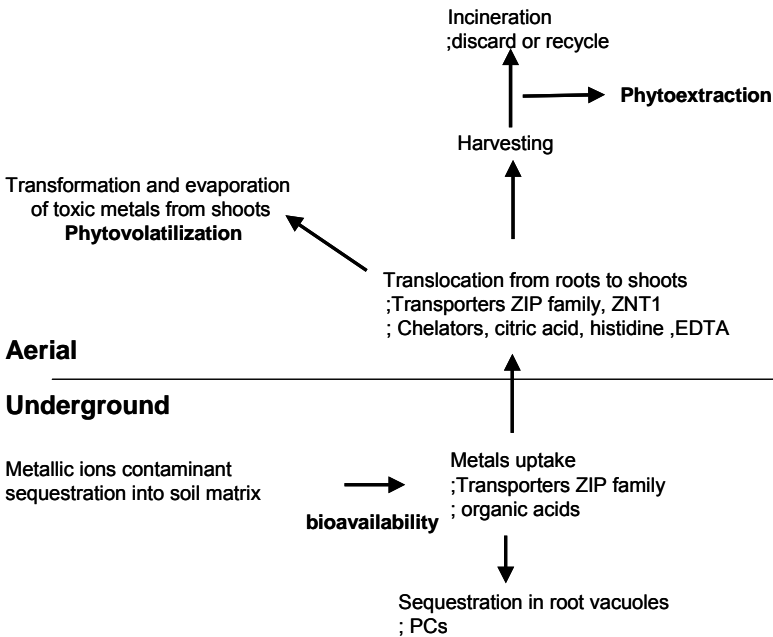 Incineration
;discard or recycle
Phytoextraction
Harvesting
Transformation and evaporation
of toxic metals from shoots
Phytovolatilization
Translocation from roots to shoots
;Transporters ZIP family, ZNT1
; Chelators, citric acid, histidine ,EDTA
Aerial
Underground
Metallic ions contaminant
sequestration into soil matrix
bioavailability
Metals uptake
;Transporters ZIP family
; organic acids
Sequestration in root vacuoles
; PCs